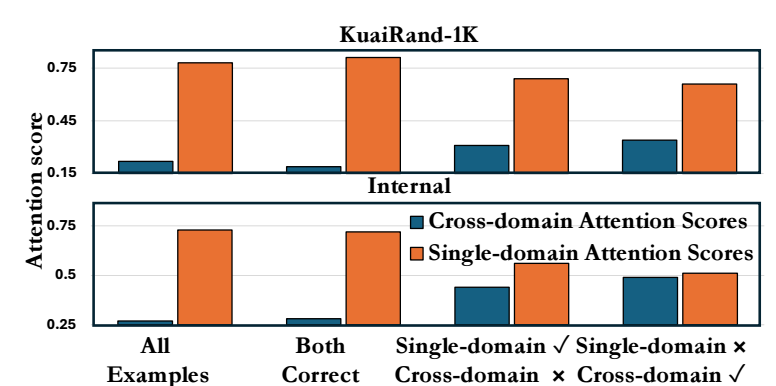 KuaiRand-1K
0.75
0.45
0.15
Attention score
Internal
0.75
0.5
0.25
Cross-domain Attention Scores
Single-domain Attention Scores
All Examples
Both Correct
Single-domain ✓ Cross-domain ×
Single-domain × Cross-domain ✓